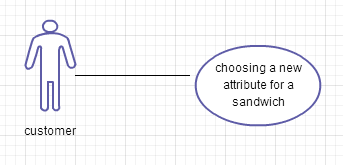 choosing a new
attribute for a
sandwich
customer